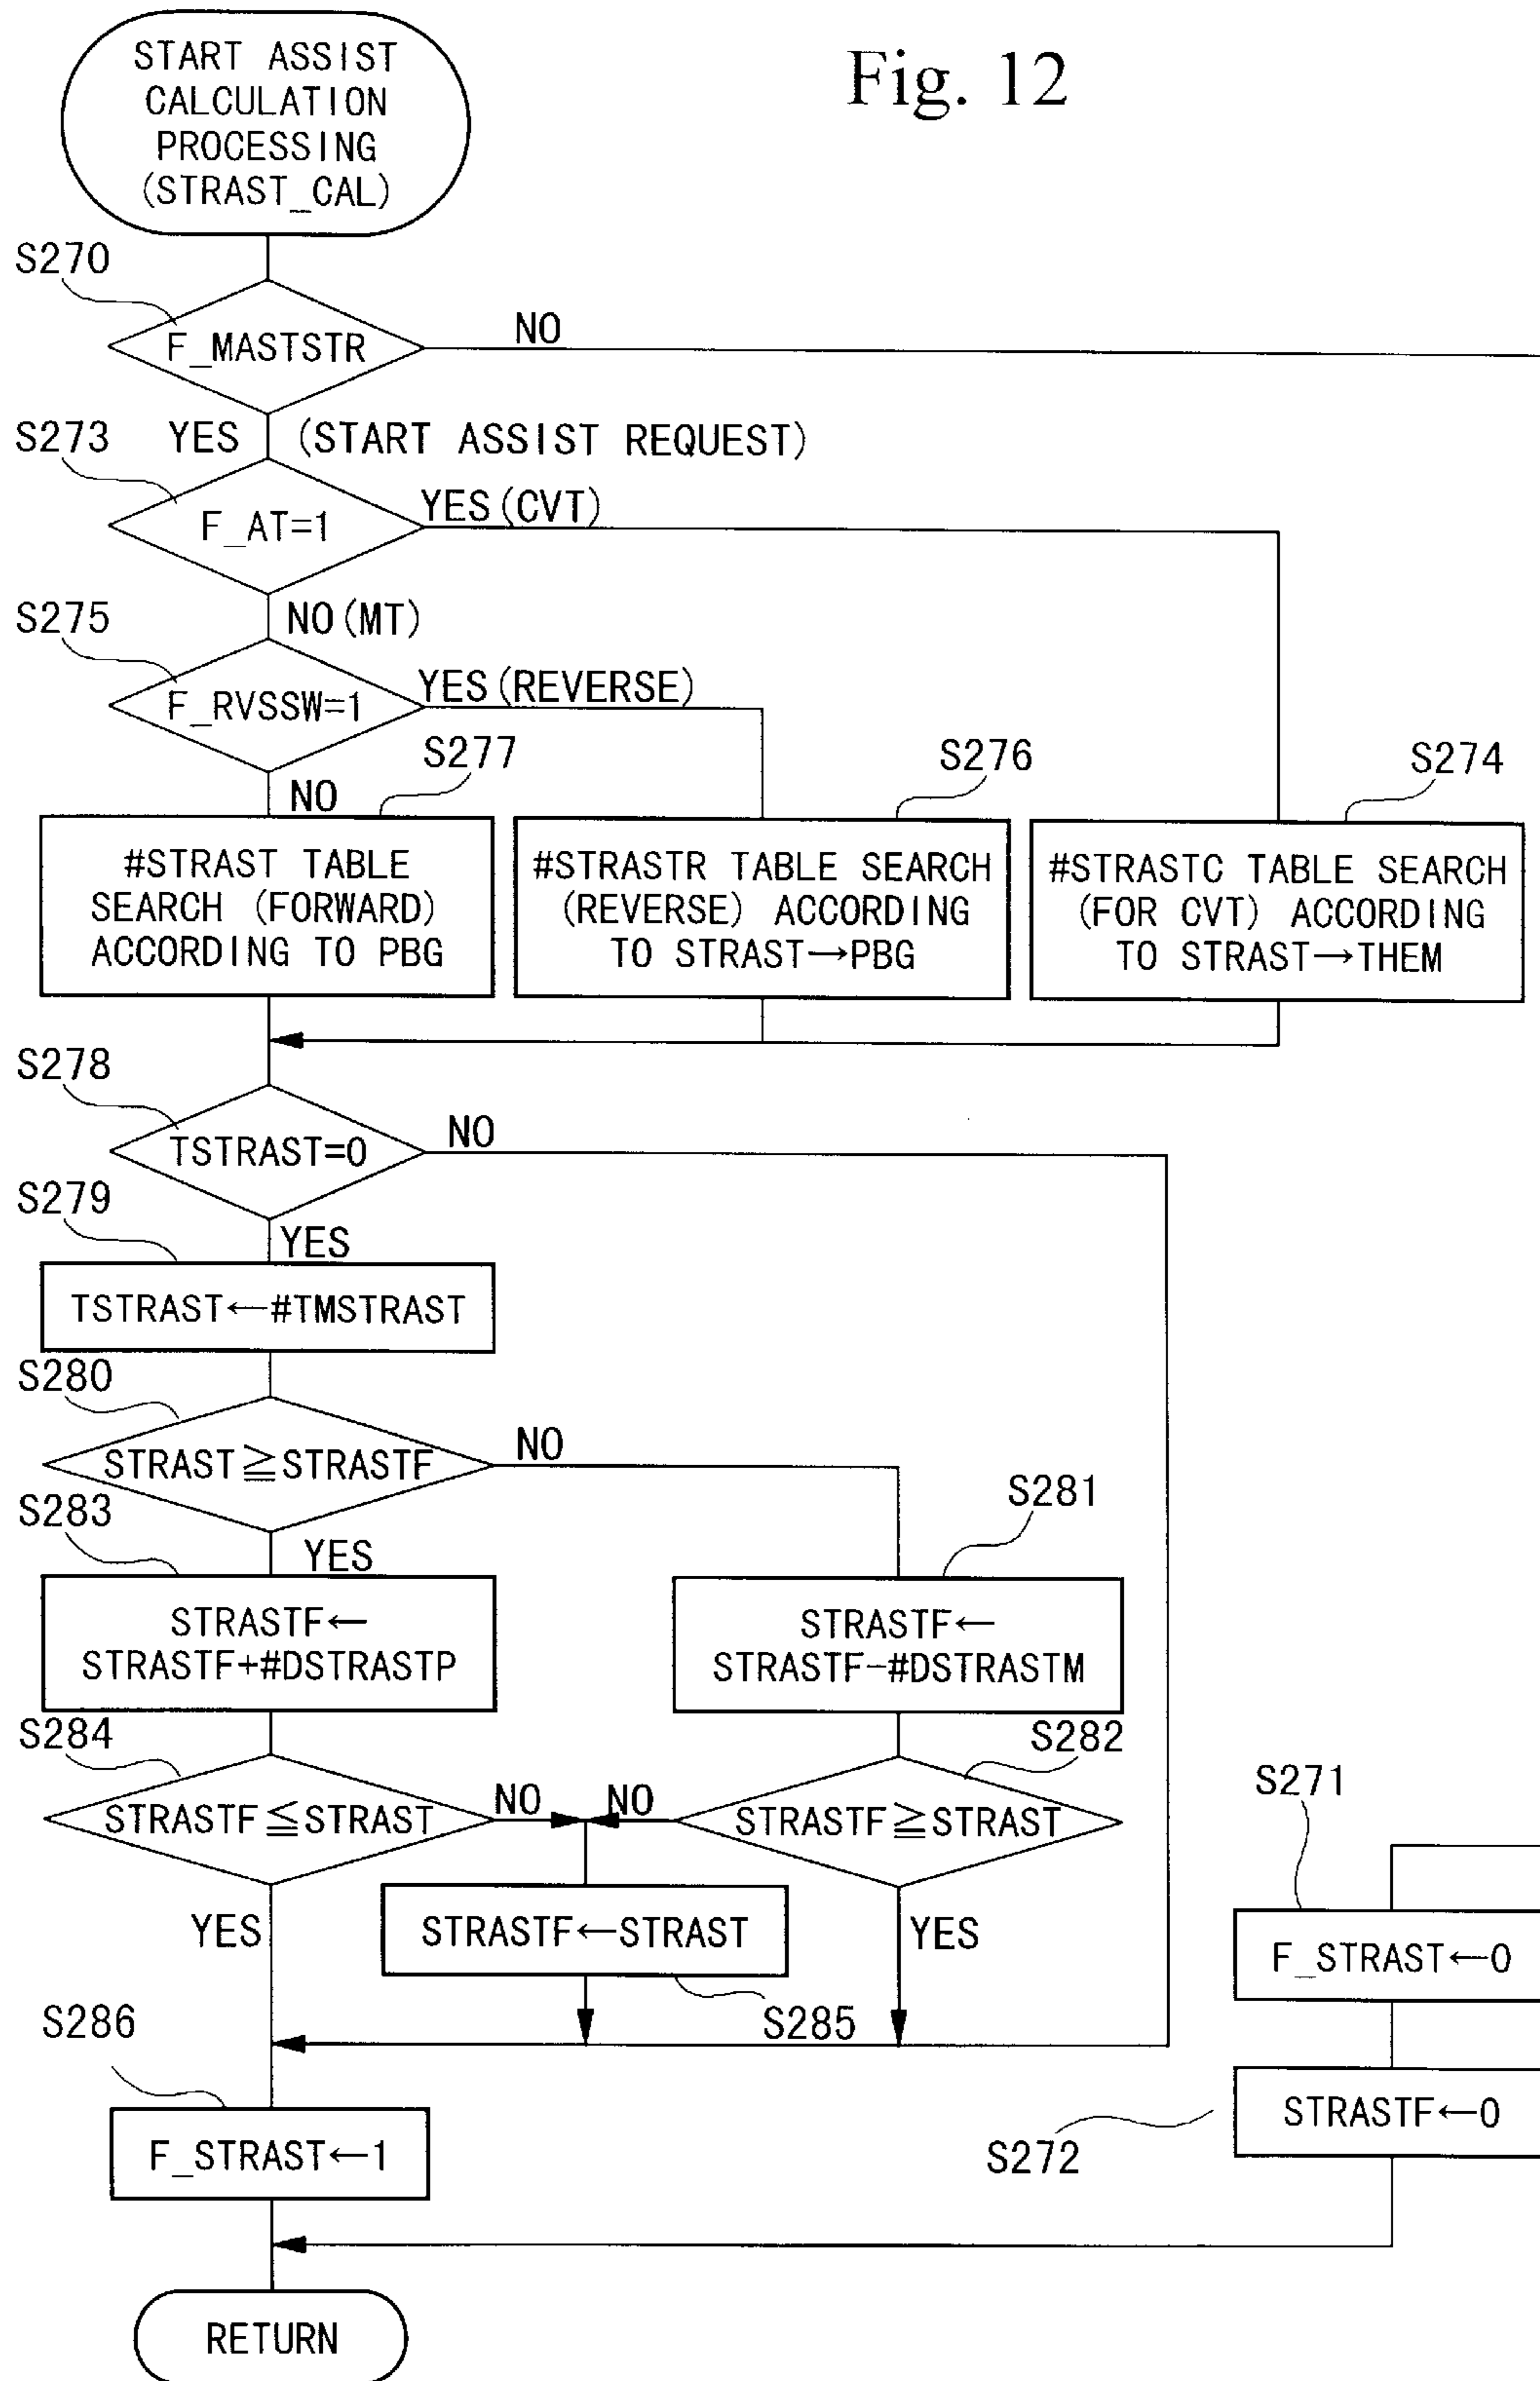 START ASSIST
CALCULATION
PROCESSING
(STRAST_CAL)
Fig. 12
S270
F_MASTSTR
NO
S273
YES
(START ASSIST REQUEST)
F_AT=1
YES(CVT)
S275
NO(MT)
F_RVSSW=1
YES(REVERSE)
S277
S276
S274
NO
#STRAST TABLE
SEARCH (FORWARD)
ACCORDING TO PBG
#STRASTR TABLE SEARCH
(REVERSE) ACCORDING
TO STRAST→PBG
#STRASTC TABLE SEARCH
(FOR CVT) ACCORDING
TO STRAST→THEM
S278
TSTRAST=0
NO
S279
YES
TSTRAST←#TMSTRAST
S280
STRAST≧STRASTF
NO
S283
YES
S281
STRASTF←
STRASTF+#DSTRASTP
STRASTF←
STRASTF-#DSTRASTM
S284
S282
STRASTF≦STRAST
NO
NO
STRASTF≧STRAST
S271
YES
STRASTF←STRAST
YES
F_STRAST←0
S285
S286
F_STRAST←1
STRASTF←0
S272
RETURN